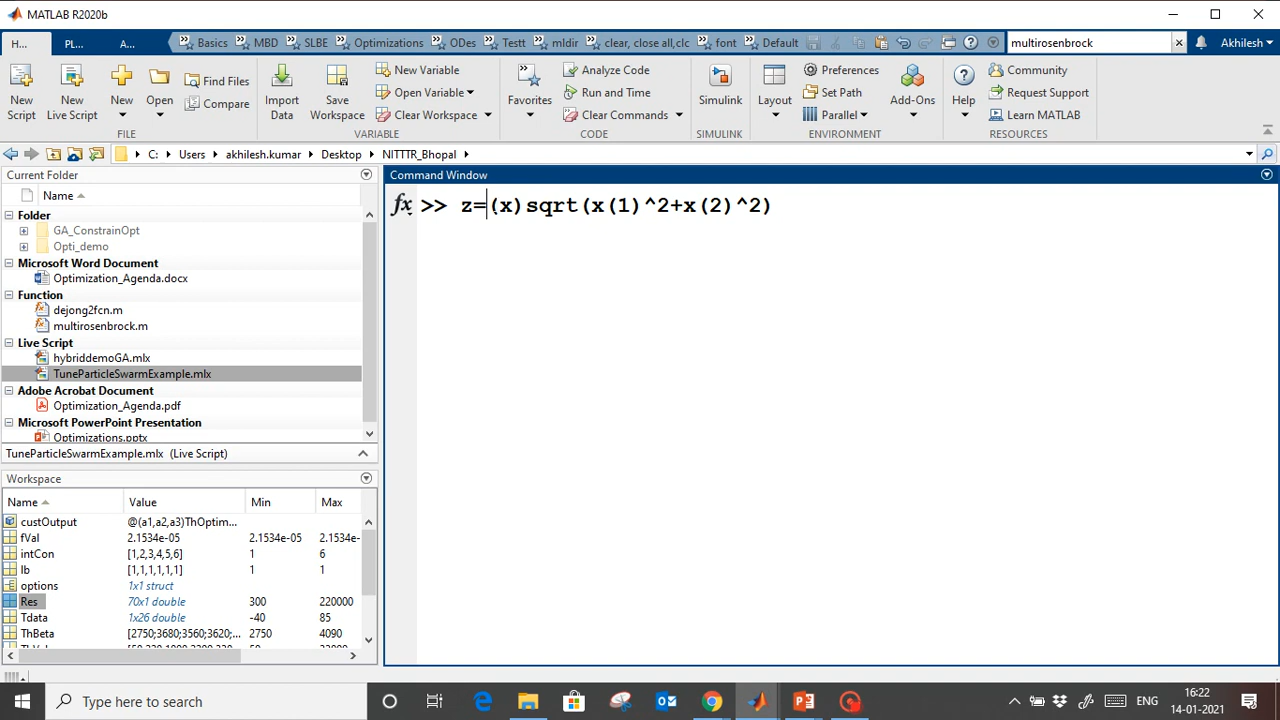 MATLAB R2020b
H... PL... A... Basics MBD SLBE Optimizations ODes Testt mldir clear, close all,clc font Default multirosenbrock Akhilesh
New Script
New Live Script
New
Open
Find Files
Compare
FILE
Import Data
Save Workspace
New Variable
Open Variable
Clear Workspace
VARIABLE
Favorites
Analyze Code
Run and Time
Clear Commands
CODE
Simulink
SIMULINK
Layout
Preferences
Set Path
Parallel
Add-Ons
ENVIRONMENT
Help
Community
Request Support
Learn MATLAB
RESOURCES
C: Users akhilesh.kumar Desktop NITTTR_Bhopal
Current Folder
Name
Folder
GA_ConstrainOpt
Opti_demo
Microsoft Word Document
Optimization_Agenda.docx
Function
dejong2fcn.m
multirosenbrock.m
Live Script
hybriddemoGA.mlx
TuneParticleSwarmExample.mlx
Adobe Acrobat Document
Optimization_Agenda.pdf
Microsoft PowerPoint Presentation
Optimizations.pptx
TuneParticleSwarmExample.mlx (Live Script)
Workspace
Name Value Min Max
custOutput @(a1,a2,a3)ThOptim...
fVal 2.1534e-05 2.1534e-05 2.1534e-
intCon [1,2,3,4,5,6] 1 6
lb [1,1,1,1,1,1] 1 1
options 1x1 struct
Res 70x1 double 300 220000
Tdata 1x26 double -40 85
ThBeta [2750;3680;3560;3620;... 2750 4090
Command Window
fx >> z=(x)sqrt(x(1)^2+x(2)^2)
Type here to search
ENG
16:22
14-01-2021